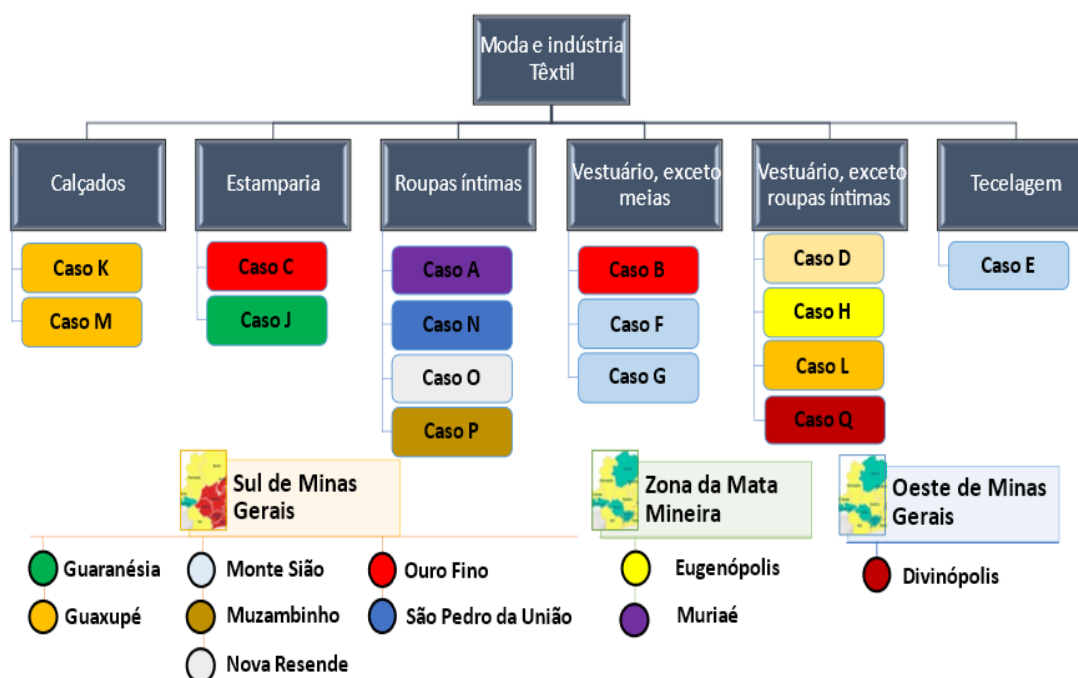 Moda e indústria
Têxtil
Calçados
Estamparia
Roupas íntimas
Vestuário, exceto
meias
Vestuário, exceto
roupas íntimas
Tecelagem
Caso K
Caso M
Caso C
Caso J
Caso A
Caso N
Caso O
Caso P
Caso B
Caso F
Caso G
Caso D
Caso H
Caso L
Caso Q
Caso E
Sul de Minas
Gerais
Guaranésia
Guaxupé
Monte Sião
Muzambinho
Nova Resende
Ouro Fino
São Pedro da União
Zona da Mata
Mineira
Eugenópolis
Muriaé
Oeste de Minas
Gerais
Divinópolis